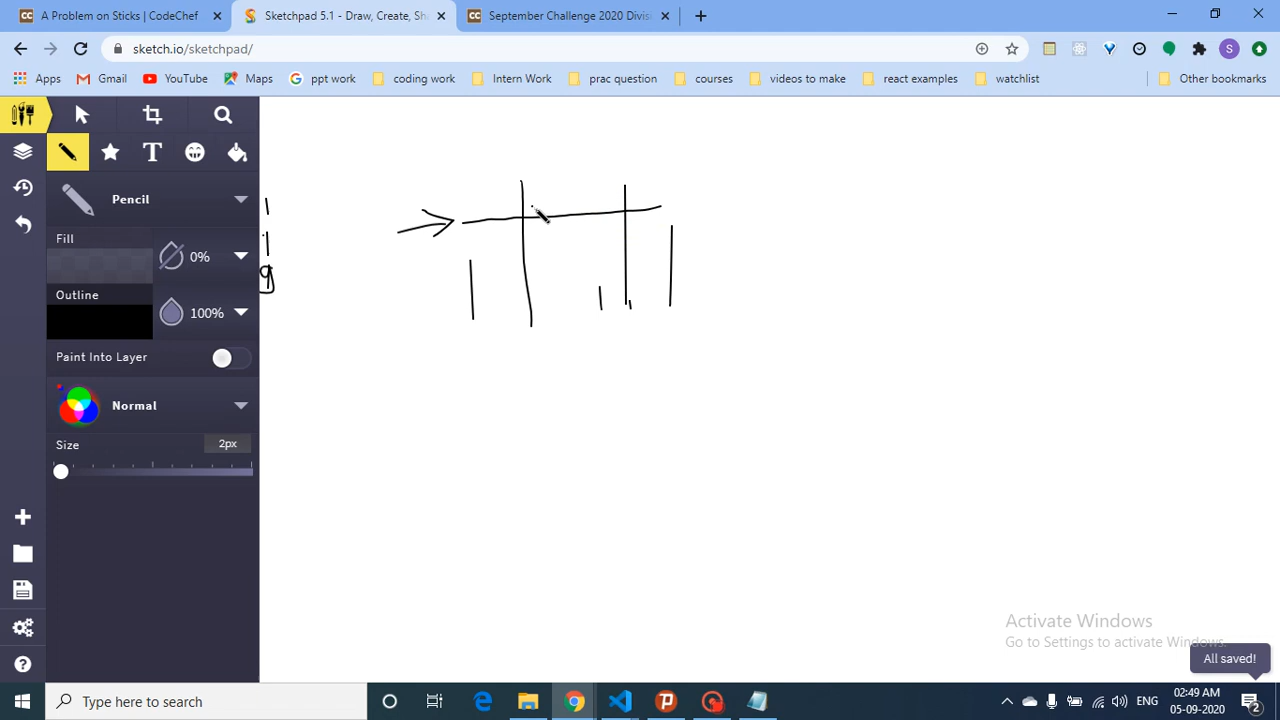 A Problem on Sticks | CodeChef
Sketchpad 5.1 - Draw, Create, Sh
September Challenge 2020 Divis
sketch.io/sketchpad/
S
Apps
Gmail
YouTube
Maps
ppt work
coding work
Intern Work
prac question
courses
videos to make
react examples
watchlist
Other bookmarks
T
Pencil
Fill
0%
Outline
100%
Paint Into Layer
Normal
Size
2px
Activate Windows
Go to Settings to activate Windows.
All saved!
Type here to search
ENG
02:49 AM
05-09-2020
2